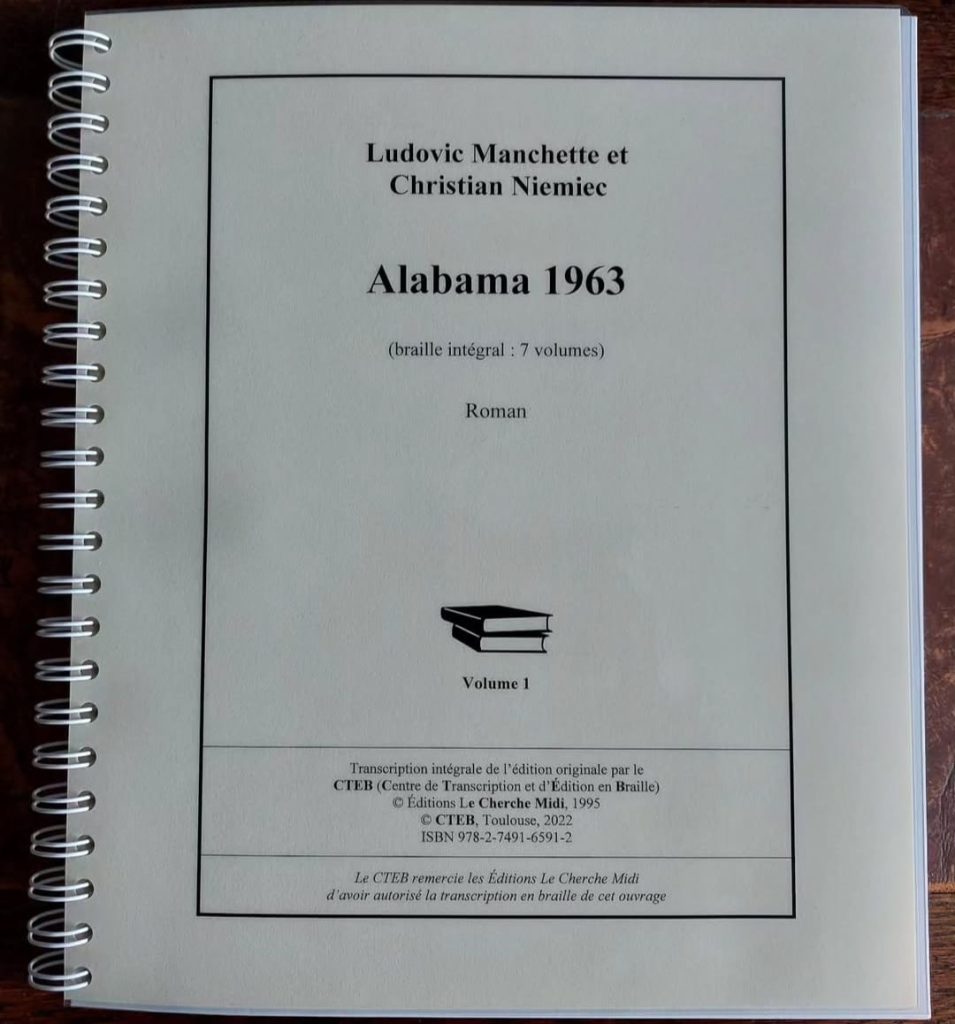 Ludovic Manchette et
Christian Niemiec
Alabama 1963
(braille intégral : 7 volumes)
Roman
Volume 1
Transcription intégrale de l'édition originale par le
CTEB (Centre de Transcription et d'Édition en Braille)
© Éditions Le Cherche Midi, 1995
© CTEB, Toulouse, 2022
ISBN 978-2-7491-6591-2
Le CTEB remercie les Éditions Le Cherche Midi
d'avoir autorisé la transcription en braille de cet ouvrage